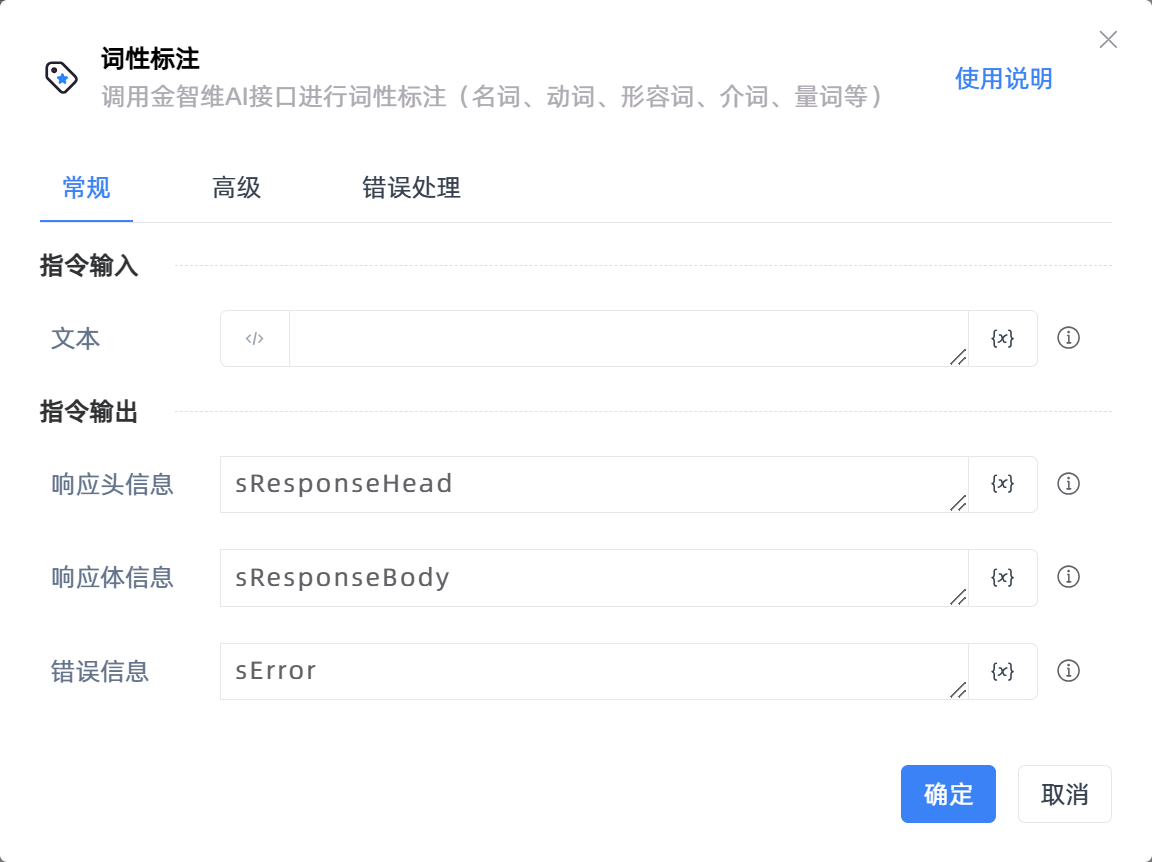 词性标注
调用金智维AI接口进行词性标注（名词、动词、形容词、介词、量词等）
使用说明
常规
高级
错误处理
指令输入
文本
</>
{x}
指令输出
响应头信息
sResponseHead
{x}
响应体信息
sResponseBody
{x}
错误信息
sError
{x}
确定
取消